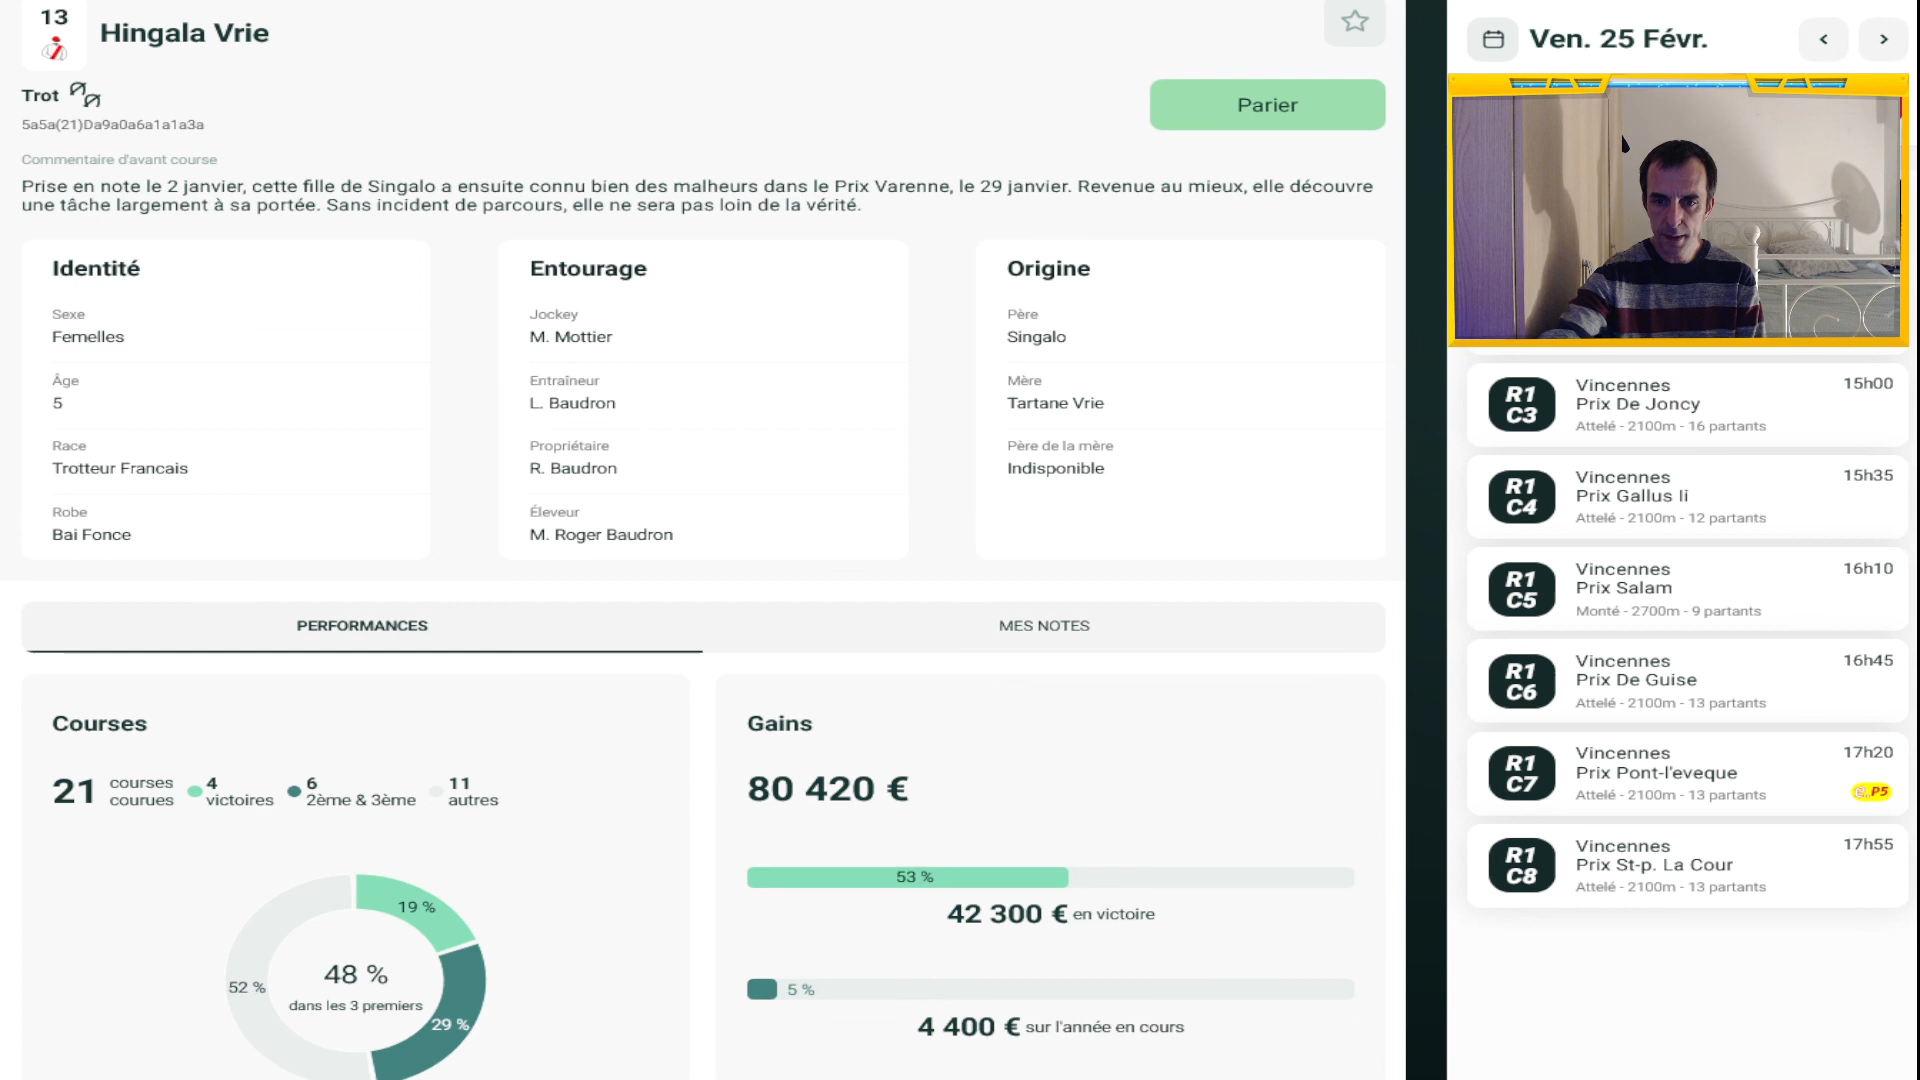 13
Hingala Vrie
Trot
5a5a(21)Da9a0a6a1a1a3a
Parier
Commentaire d'avant course
Prise en note le 2 janvier, cette fille de Singalo a ensuite connu bien des malheurs dans le Prix Varenne, le 29 janvier. Revenue au mieux, elle découvre
une tâche largement à sa portée. Sans incident de parcours, elle ne sera pas loin de la vérité.
Identité
Sexe
Femelles
Âge
5
Race
Trotteur Francais
Robe
Bai Fonce
Entourage
Jockey
M. Mottier
Entraîneur
L. Baudron
Propriétaire
R. Baudron
Éleveur
M. Roger Baudron
Origine
Père
Singalo
Mère
Tartane Vrie
Père de la mère
Indisponible
PERFORMANCES
MES NOTES
Courses
21 courses courues
4 victoires
6 2ème & 3ème
11 autres
19 %
48 %
dans les 3 premiers
52 %
29 %
Gains
80 420 €
53 %
42 300 € en victoire
5 %
4 400 € sur l'année en cours
Ven. 25 Févr.
<
>
R1 C3
Vincennes
15h00
Prix De Joncy
Attelé - 2100m - 16 partants
R1 C4
Vincennes
15h35
Prix Gallus Ii
Attelé - 2100m - 12 partants
R1 C5
Vincennes
16h10
Prix Salam
Monté - 2700m - 9 partants
R1 C6
Vincennes
16h45
Prix De Guise
Attelé - 2100m - 13 partants
R1 C7
Vincennes
17h20
Prix Pont-l'eveque
Attelé - 2100m - 13 partants
P5
R1 C8
Vincennes
17h55
Prix St-p. La Cour
Attelé - 2100m - 13 partants